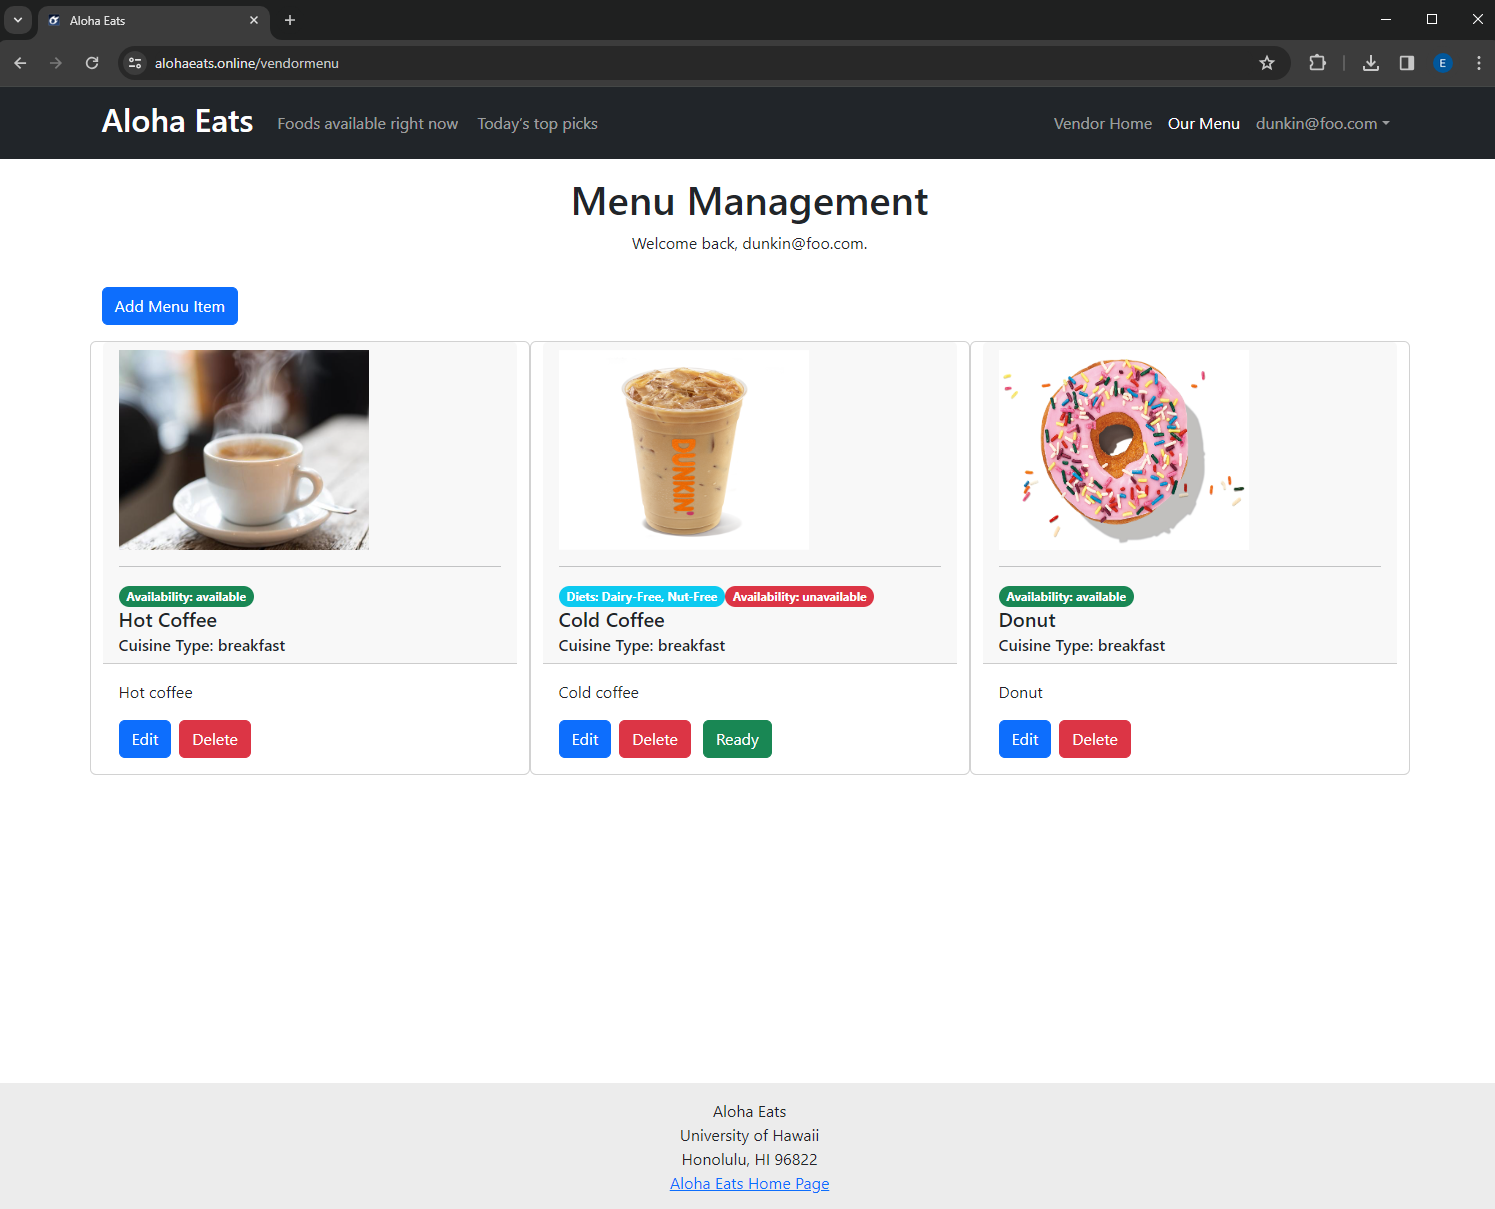 Aloha Eats
alohaeats.online/vendormenu
E
Aloha Eats Foods available right now Today's top picks Vendor Home Our Menu dunkin@foo.com
Menu Management
Welcome back, dunkin@foo.com.
Add Menu Item
Availability: available
Hot Coffee
Cuisine Type: breakfast
Hot coffee
Edit Delete
DUNKIN'
Diets: Dairy-Free, Nut-Free Availability: unavailable
Cold Coffee
Cuisine Type: breakfast
Cold coffee
Edit Delete Ready
Availability: available
Donut
Cuisine Type: breakfast
Donut
Edit Delete
Aloha Eats
University of Hawaii
Honolulu, HI 96822
Aloha Eats Home Page